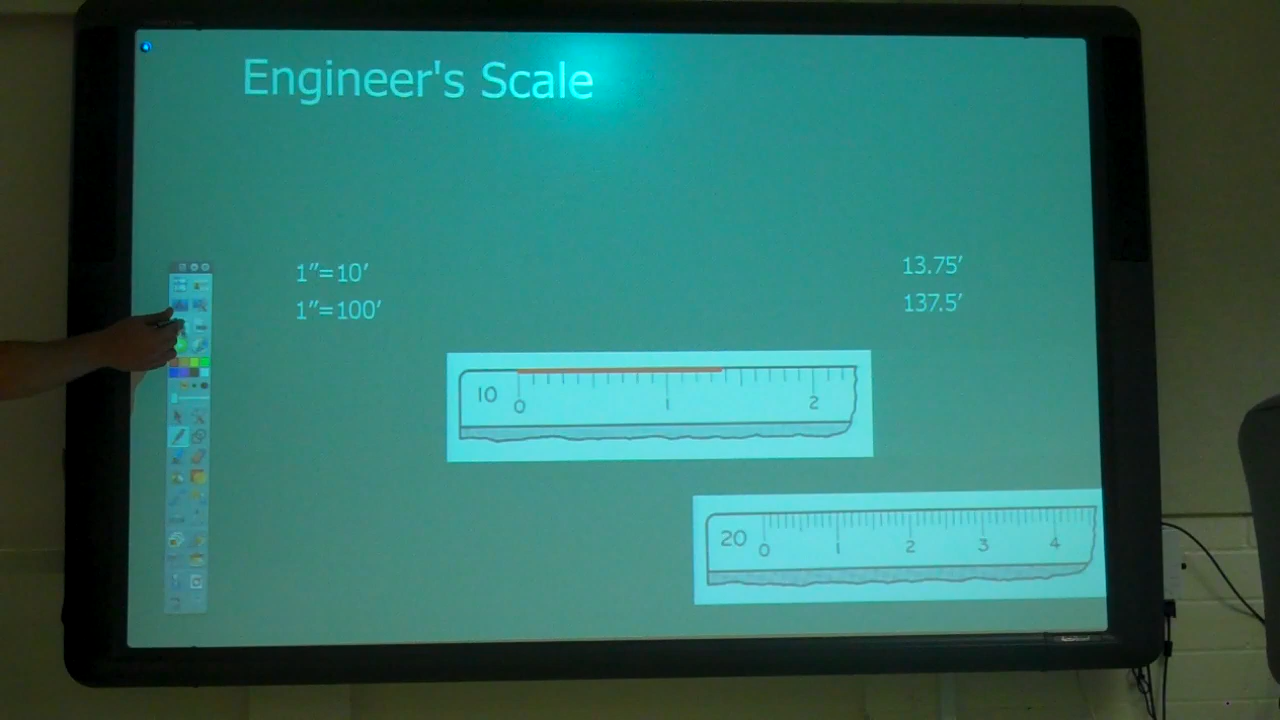 Engineer's Scale
1"=10' 13.75'
1"=100' 137.5'
10 0 1 2
20 0 1 2 3 4